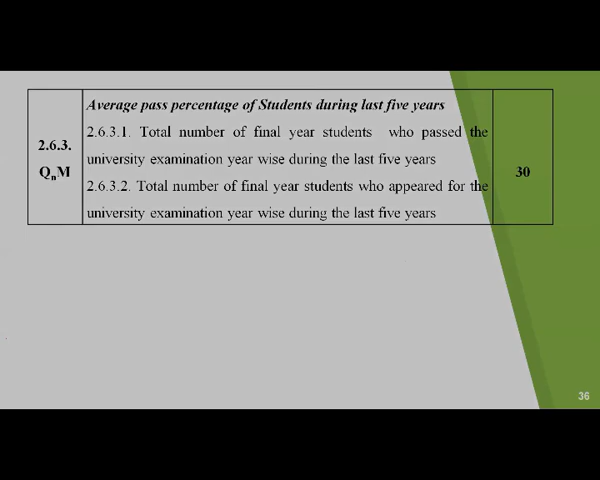 2.6.3.
QnM
Average pass percentage of Students during last five years
2.6.3.1. Total number of final year students who passed the
university examination year wise during the last five years
2.6.3.2. Total number of final year students who appeared for the
university examination year wise during the last five years
30
36